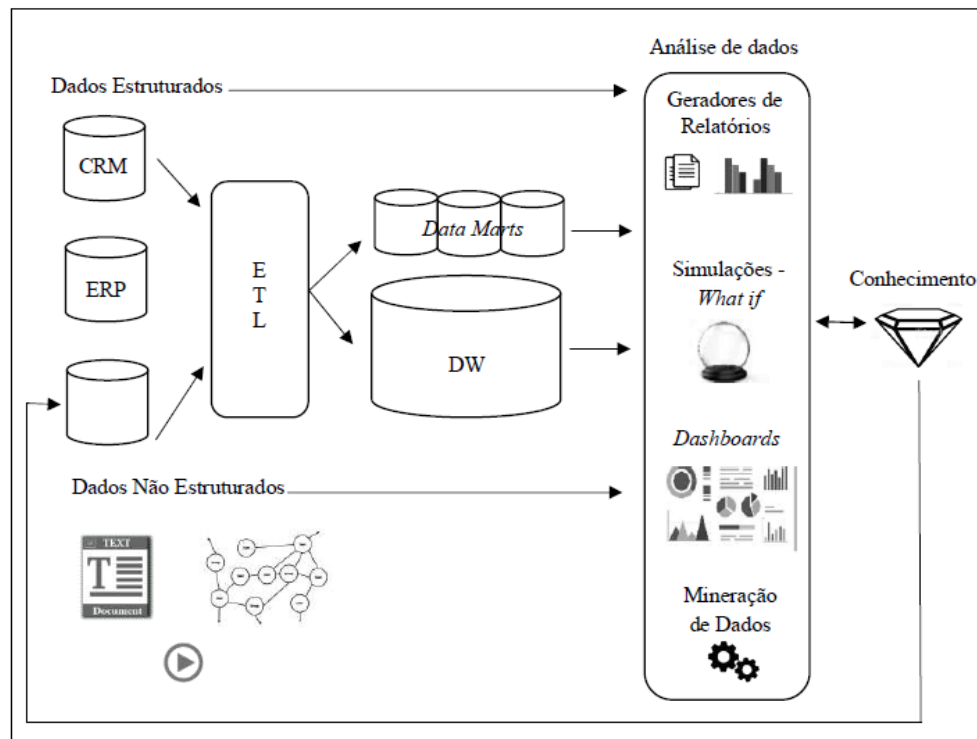 Análise de dados
Dados Estruturados
Geradores de
Relatórios
CRM
ERP
E
T
L
Data Marts
DW
Simulações -
What if
Conhecimento
Dashboards
Dados Não Estruturados
TEXT
T
Document
Mineração
de Dados